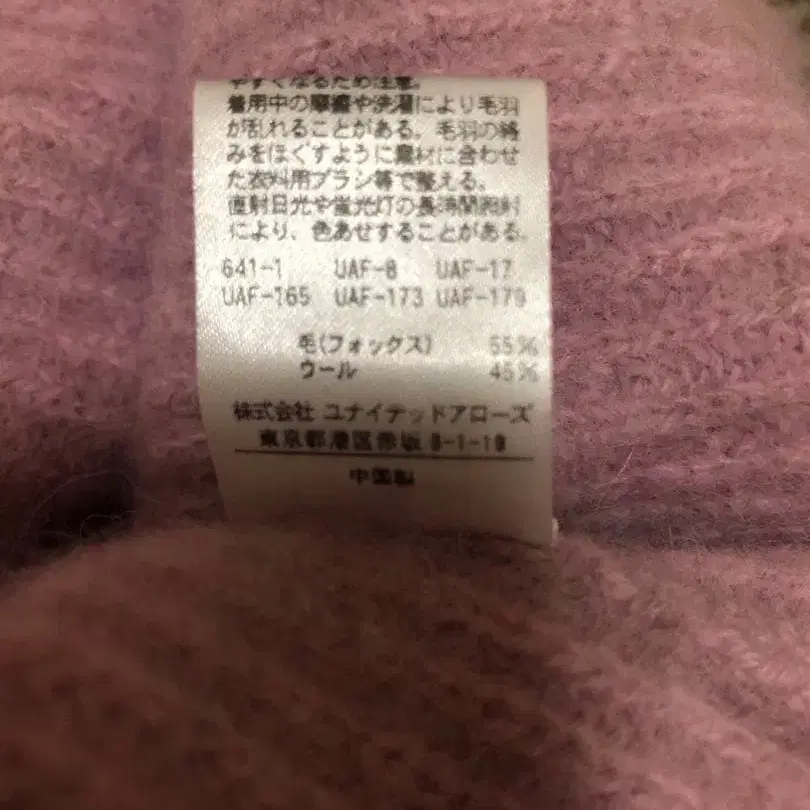 やすくなるため注意。
着用中の摩擦や洗濯により毛羽
が乱れることがある。毛羽の絡
みをほぐすように素材に合わせ
た衣料用ブラシ等で整える。
直射日光や蛍光灯の長時間照射
により、色あせすることがある。
641-1 UAF-8 UAF-17
UAF-165 UAF-173 UAF-179
毛(フォックス) 55%
ウール 45%
株式会社 ユナイテッドアローズ
東京都港区赤坂 8-1-19
中国製